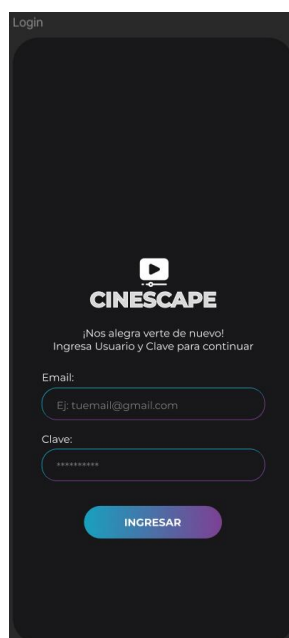 Login
CINESCAPE
¡Nos alegra verte de nuevo!
Ingresa Usuario y Clave para continuar
Email:
Ej: tuemail@gmail.com
Clave:
**********
INGRESAR